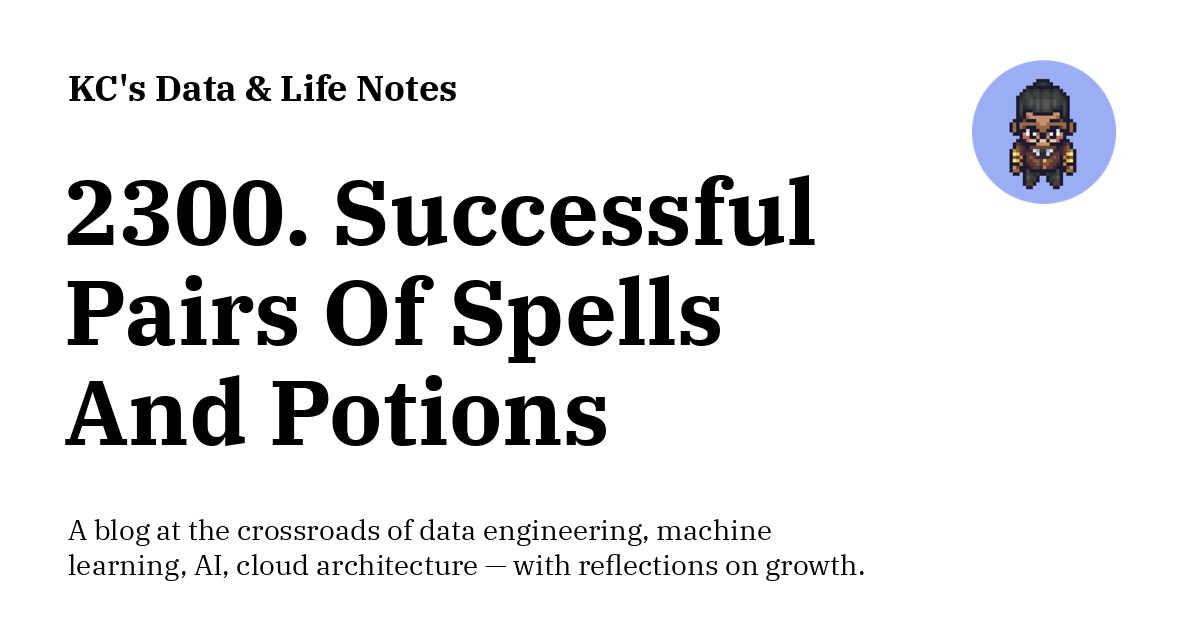 KC's Data & Life Notes
2300. Successful
Pairs Of Spells
And Potions
A blog at the crossroads of data engineering, machine
learning, AI, cloud architecture — with reflections on growth.